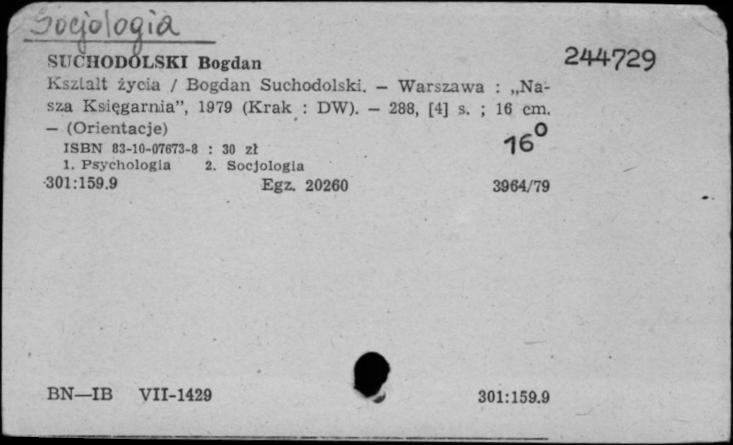 Socjologia
244729
SUCHODOLSKI Bogdan
Kształt życia / Bogdan Suchodolski. — Warszawa : „Na-
sza Księgarnia”, 1979 (Krak : DW). — 288, [4] s. ; 16 cm.
— (Orientacje)
16°
ISBN 83-10-07673-8 : 30 zł
1. Psychologia 2. Socjologia
301:159.9 Egz. 20260 3964/79
BN—IB VII-1429 301:159.9